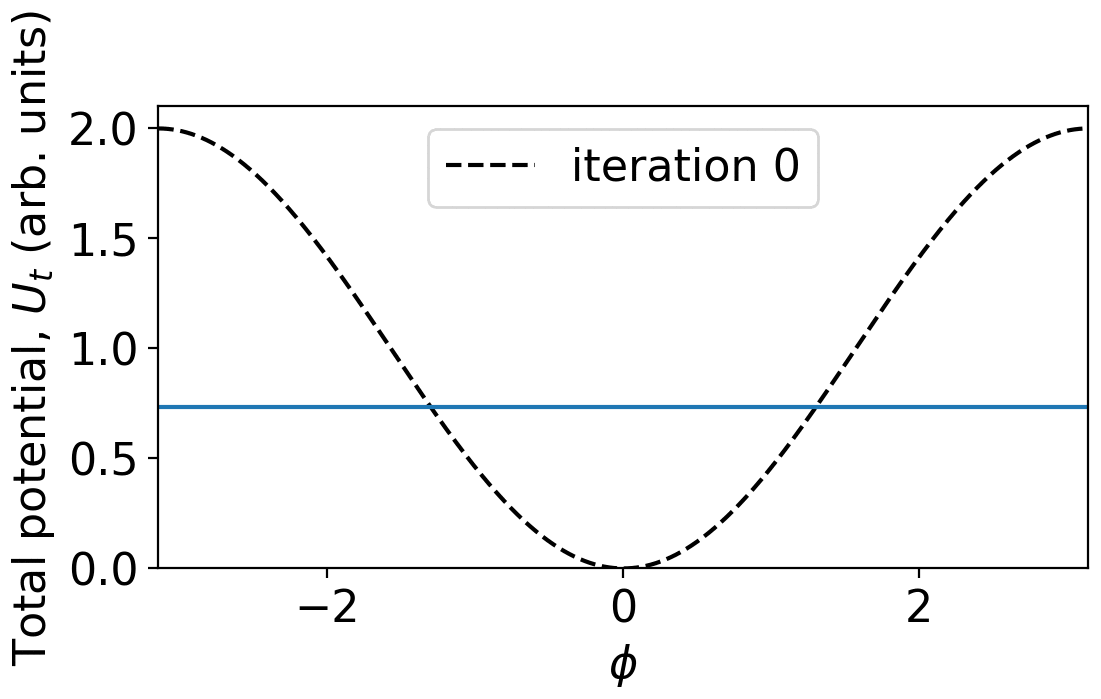 Total potential, U_t (arb. units)
2.0
1.5
1.0
0.5
0.0
iteration 0
−2
0
2
ϕ